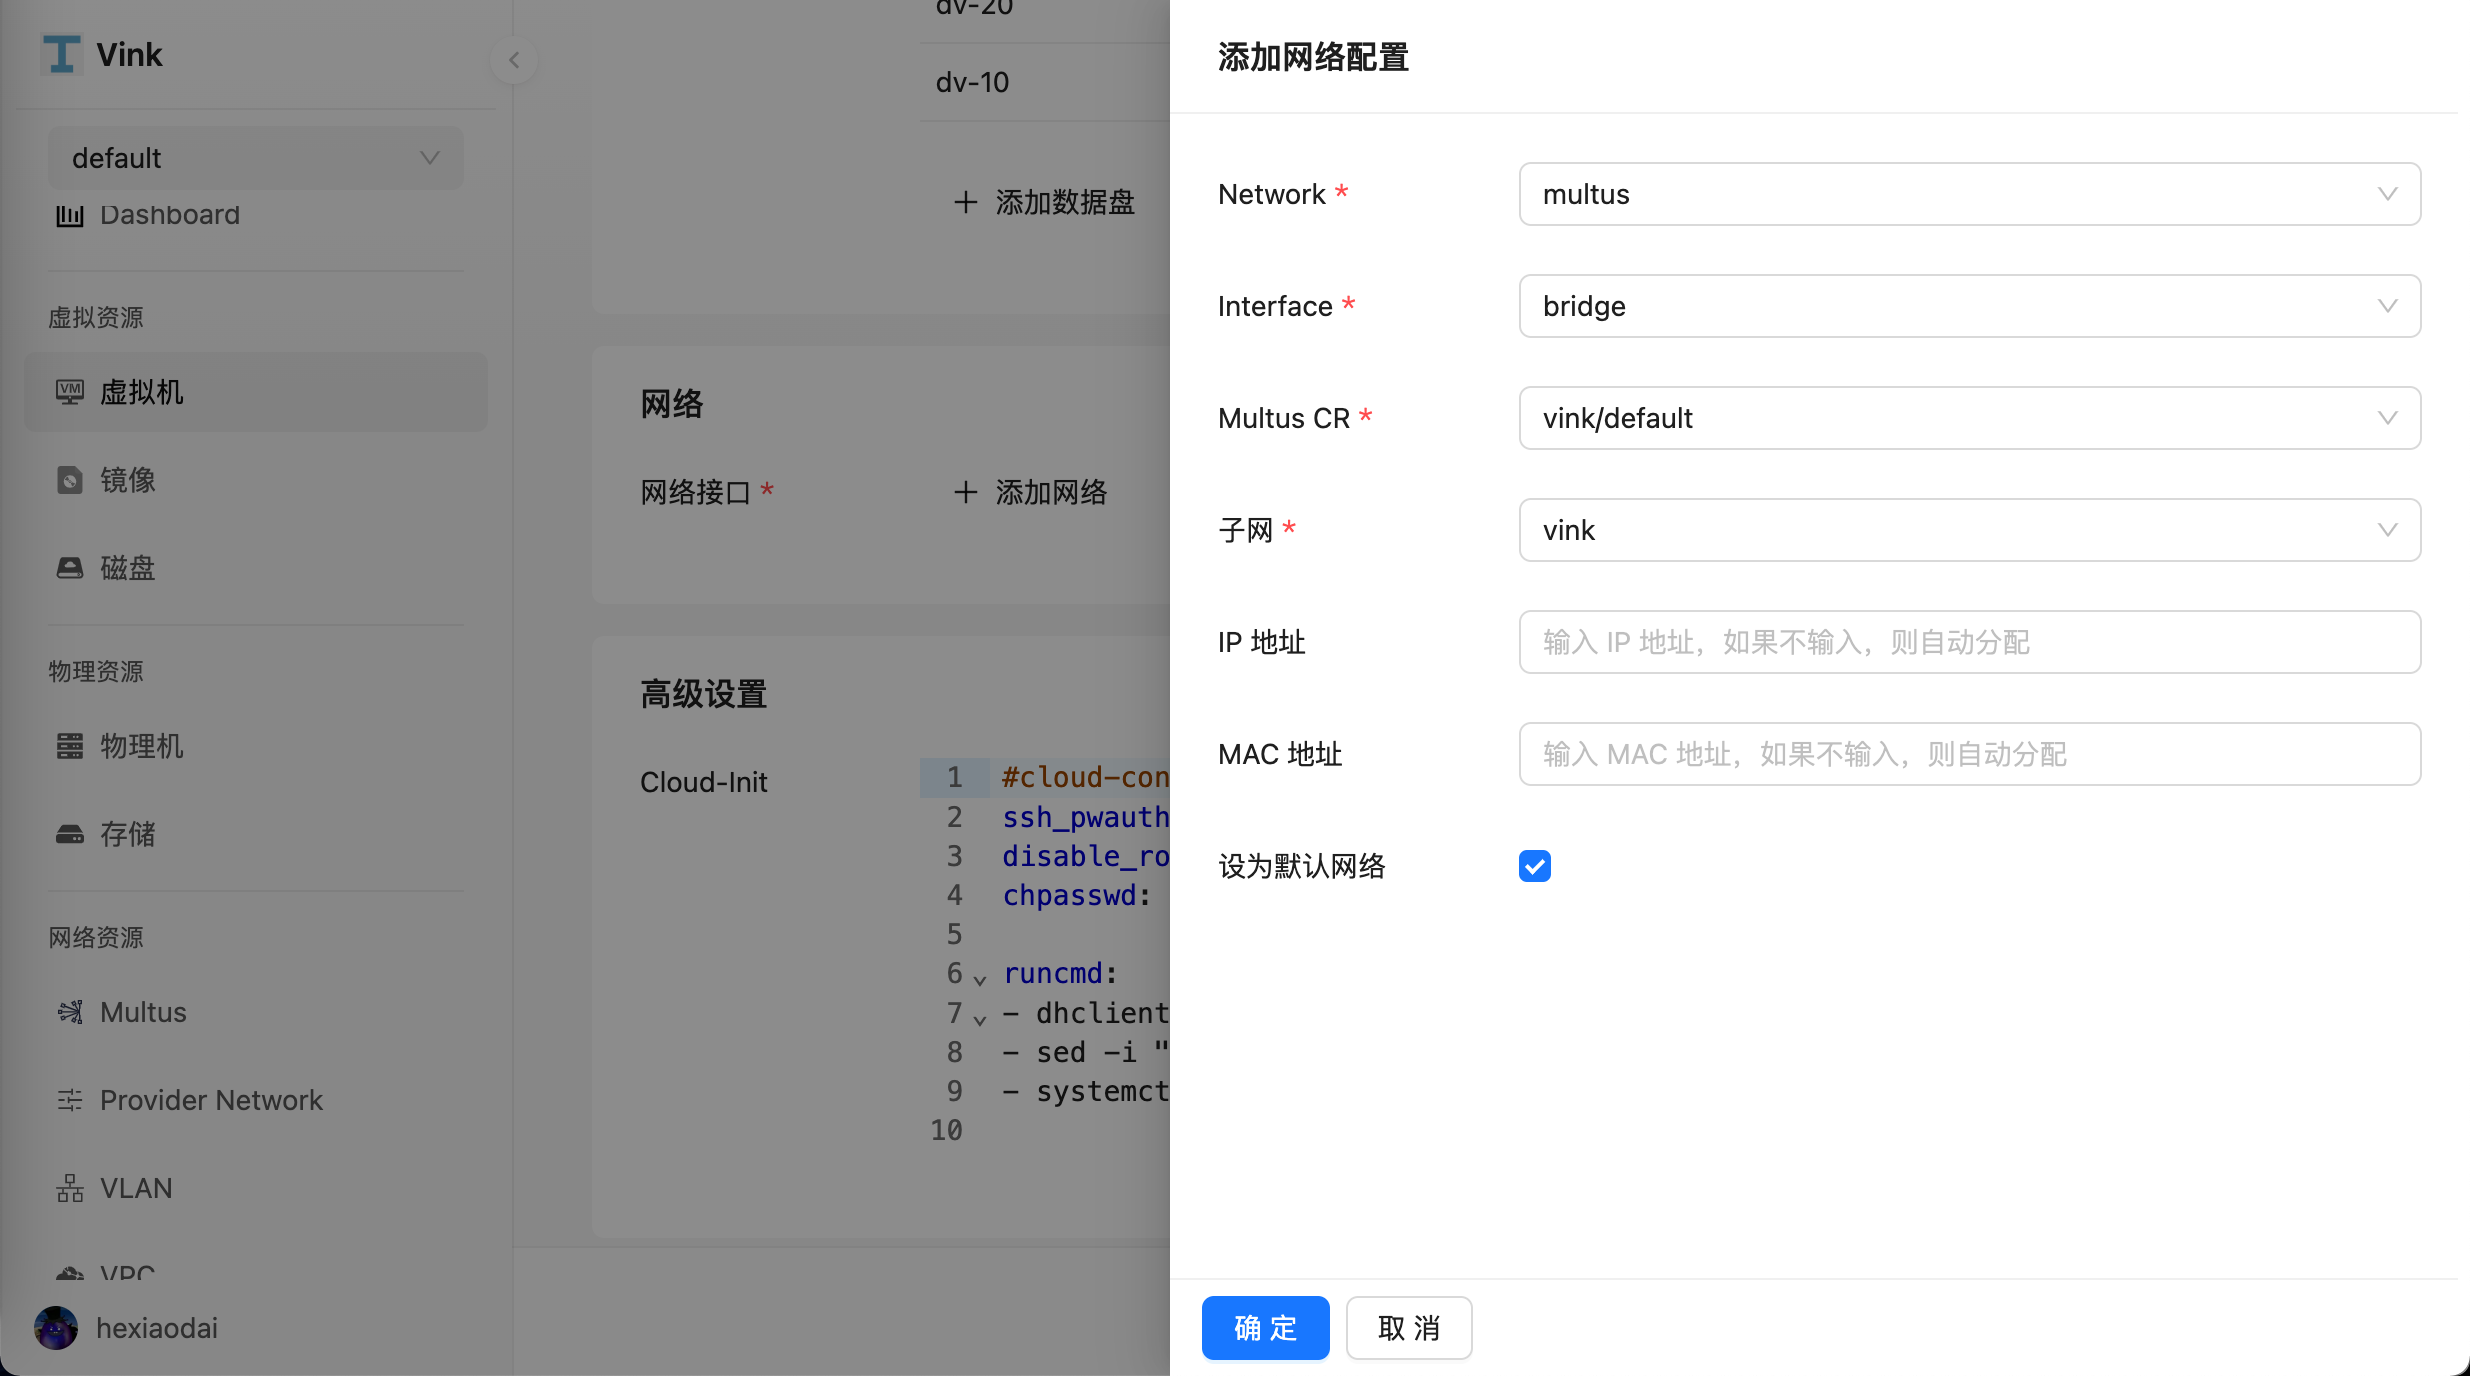 Vink
default
Dashboard
虚拟资源
虚拟机
镜像
磁盘
物理资源
物理机
存储
网络资源
Multus
Provider Network
VLAN
VPC
hexiaodai
dv-20
dv-10
添加数据盘
网络
网络接口 *
添加网络
高级设置
Cloud-Init
1 #cloud-con
2 ssh_pwauth
3 disable_ro
4 chpasswd:
5
6 runcmd:
7 - dhclient
8 - sed -i "
9 - systemct
10
添加网络配置
Network *
multus
Interface *
bridge
Multus CR *
vink/default
子网 *
vink
IP 地址
输入 IP 地址，如果不输入，则自动分配
MAC 地址
输入 MAC 地址，如果不输入，则自动分配
设为默认网络
确 定
取 消